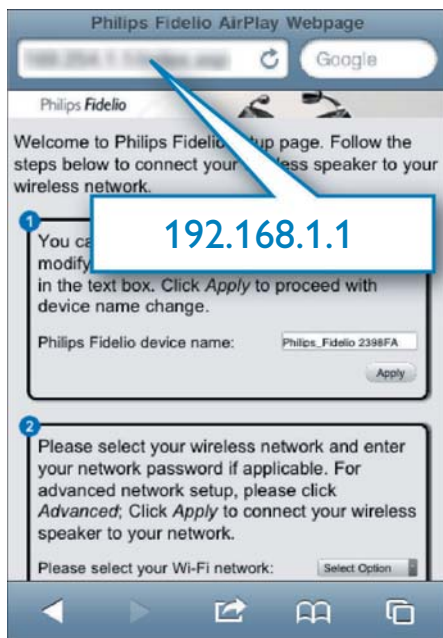 Philips Fidelio AirPlay Webpage
Google
Philips Fidelio
Welcome to Philips Fidelio setup page. Follow the
steps below to connect your wireless speaker to your
wireless network.
192.168.1.1
1
You
modify
in the text box. Click Apply to proceed with
device name change.
Philips Fidelio device name: Philips_Fidelio 2398FA
Apply
2
Please select your wireless network and enter
your network password if applicable. For
advanced network setup, please click
Advanced; Click Apply to connect your wireless
speaker to your network.
Please select your Wi-Fi network: Select Option